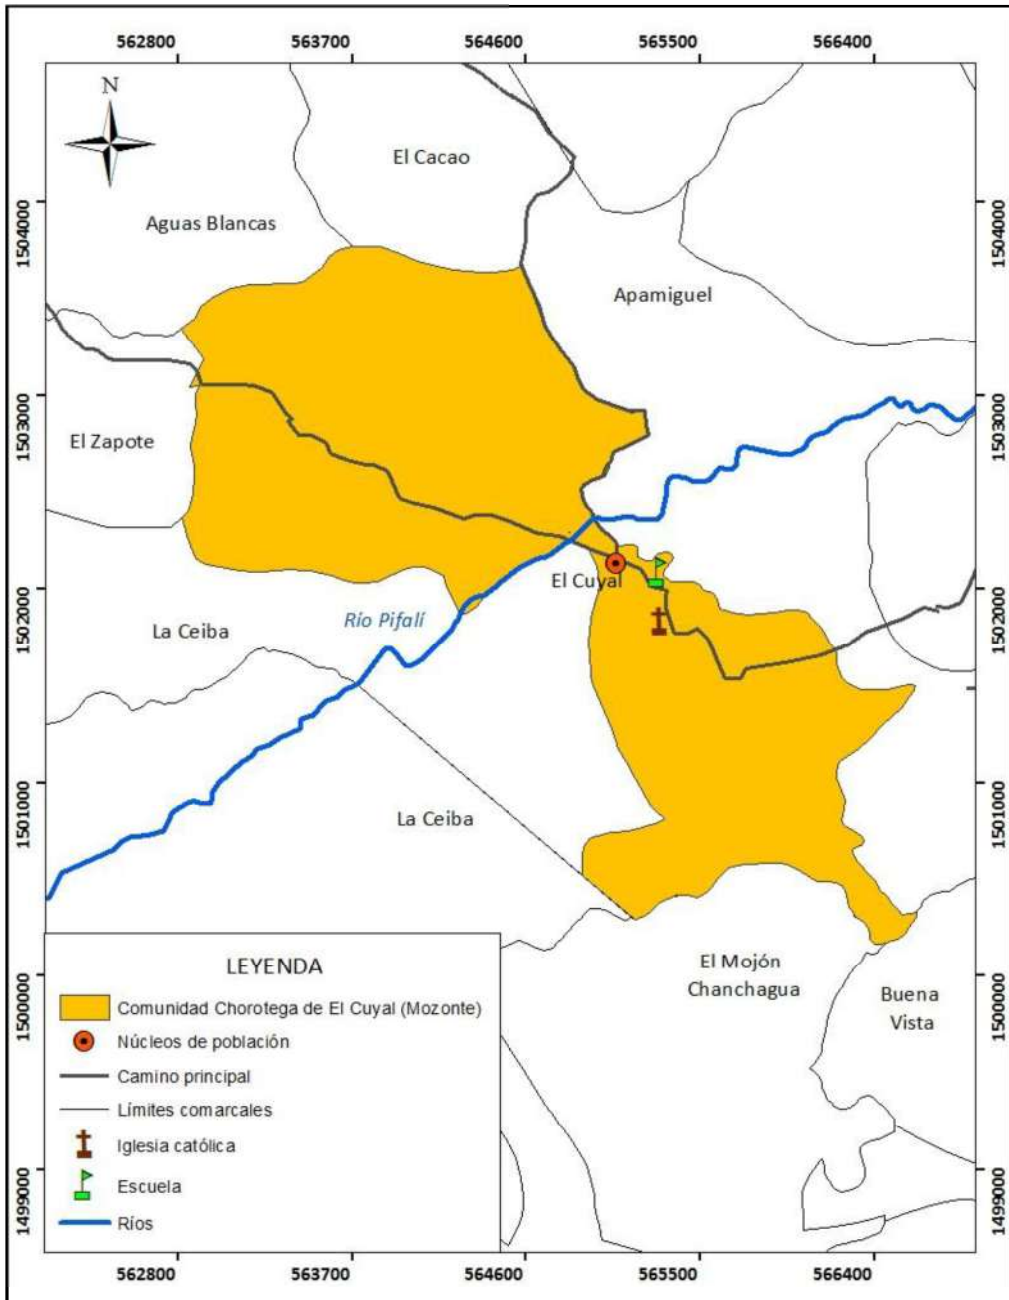 562800
563700
564600
565500
566400
N
El Cacao
Aguas Blancas
1504000
1504000
Apamiguel
1503000
1503000
El Zapote
El Cuyal
1502000
1502000
Río Pifalí
La Ceiba
1501000
1501000
La Ceiba
El Mojón
Chanchagua
Buena
Vista
1500000
1500000
LEYENDA
Comunidad Chorotega de El Cuyal (Mozonte)
Núcleos de población
Camino principal
Límites comarcales
Iglesia católica
Escuela
Ríos
1499000
1499000
562800
563700
564600
565500
566400